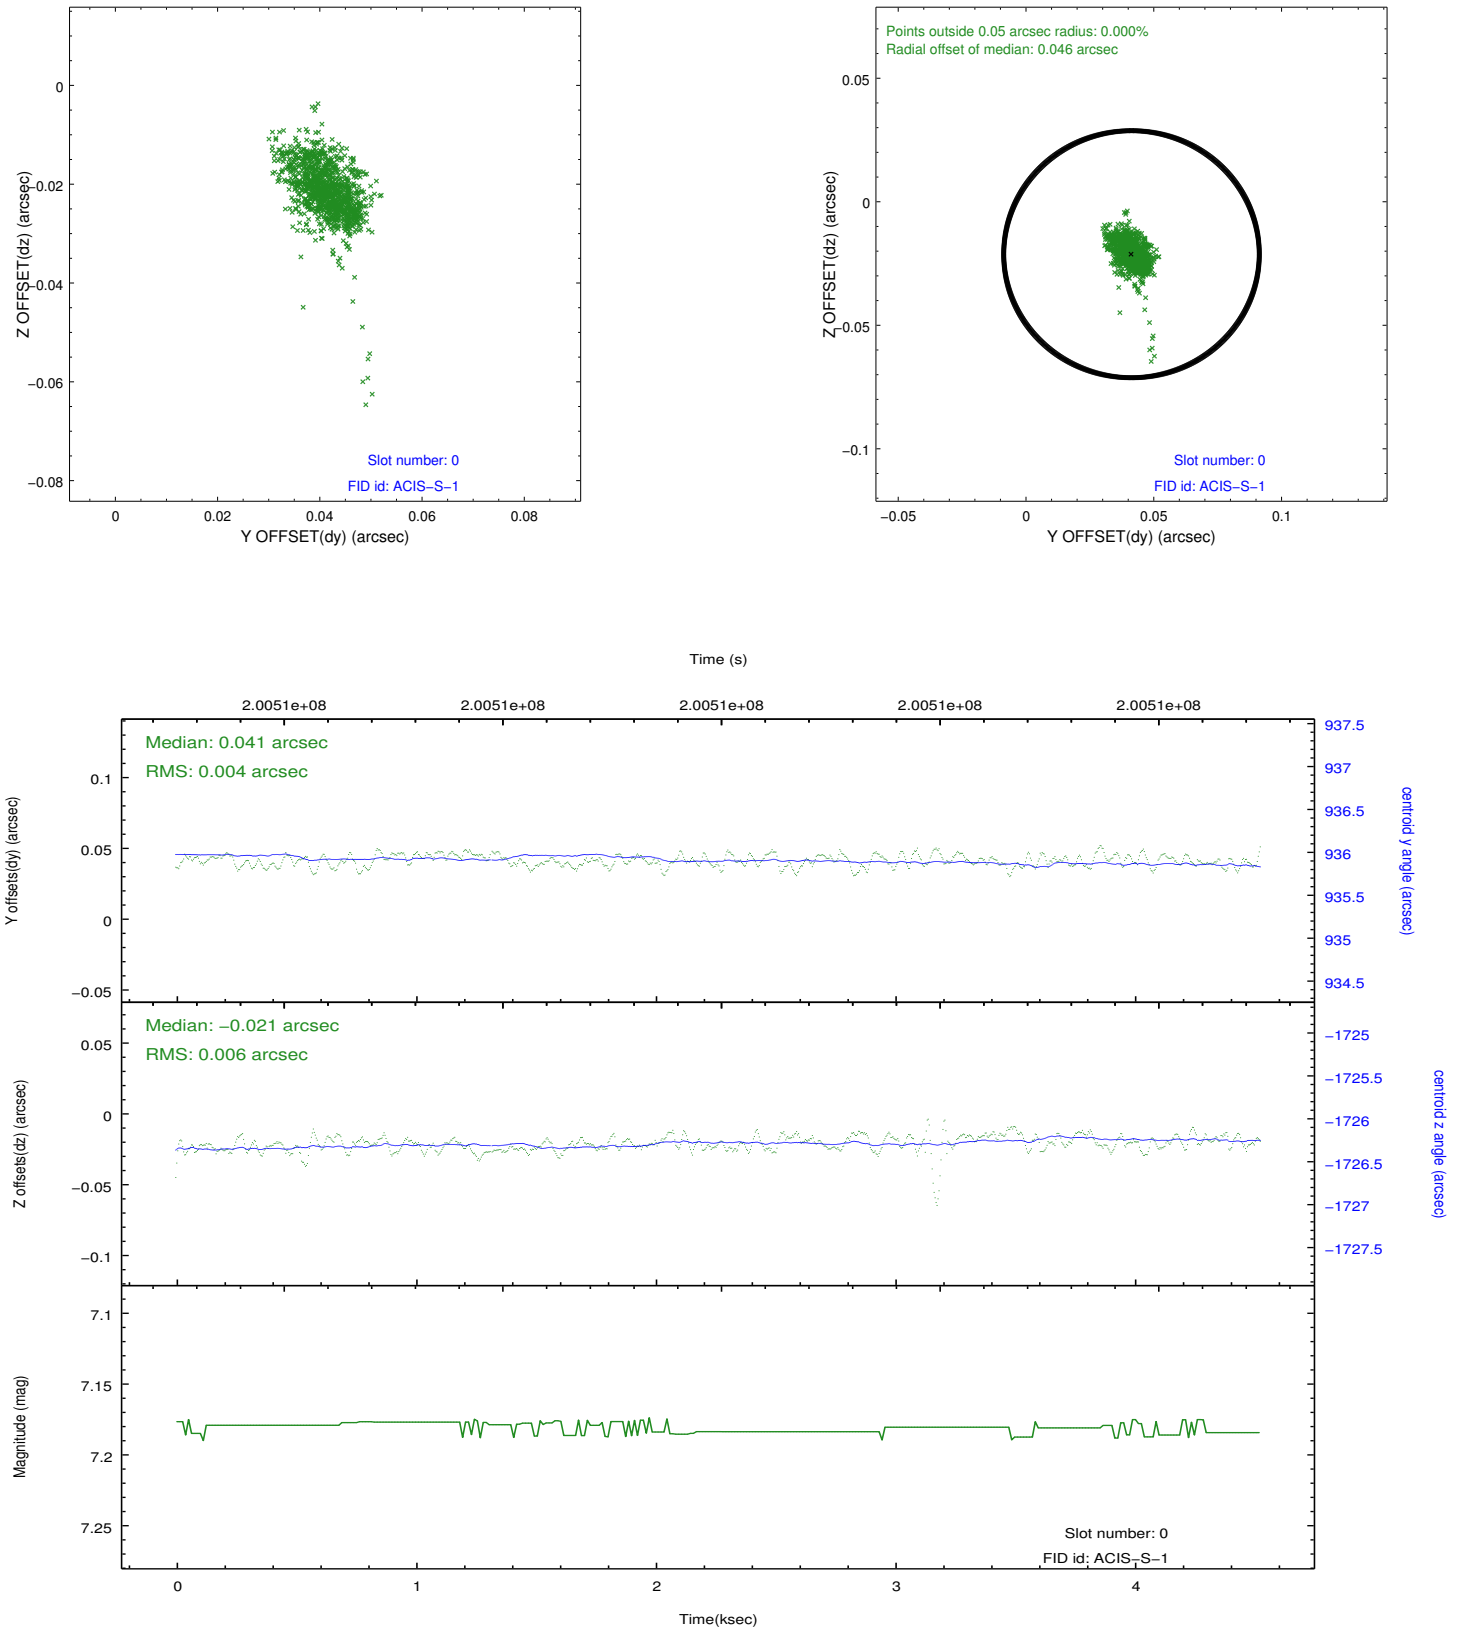 0
−0.02
−0.04
−0.06
−0.08
Z OFFSET(dz) (arcsec)
Slot number: 0
FID id: ACIS−S−1
0 0.02 0.04 0.06 0.08
Y OFFSET(dy) (arcsec)
Points outside 0.05 arcsec radius: 0.000%
Radial offset of median: 0.046 arcsec
0.05
0
−0.05
−0.1
Z OFFSET(dz) (arcsec)
Slot number: 0
FID id: ACIS−S−1
−0.05 0 0.05 0.1
Y OFFSET(dy) (arcsec)
Time (s)
2.0051e+08 2.0051e+08 2.0051e+08 2.0051e+08 2.0051e+08
Median: 0.041 arcsec
RMS: 0.004 arcsec
0.1
0.05
0
−0.05
Y offsets(dy) (arcsec)
937.5
937
936.5
936
935.5
935
934.5
centroid y angle (arcsec)
Median: −0.021 arcsec
RMS: 0.006 arcsec
0.05
0
−0.05
−0.1
Z offsets(dz) (arcsec)
−1725
−1725.5
−1726
−1726.5
−1727
−1727.5
centroid z angle (arcsec)
7.1
7.15
7.2
7.25
Magnitude (mag)
Slot number: 0
FID id: ACIS−S−1
0 1 2 3 4
Time(ksec)